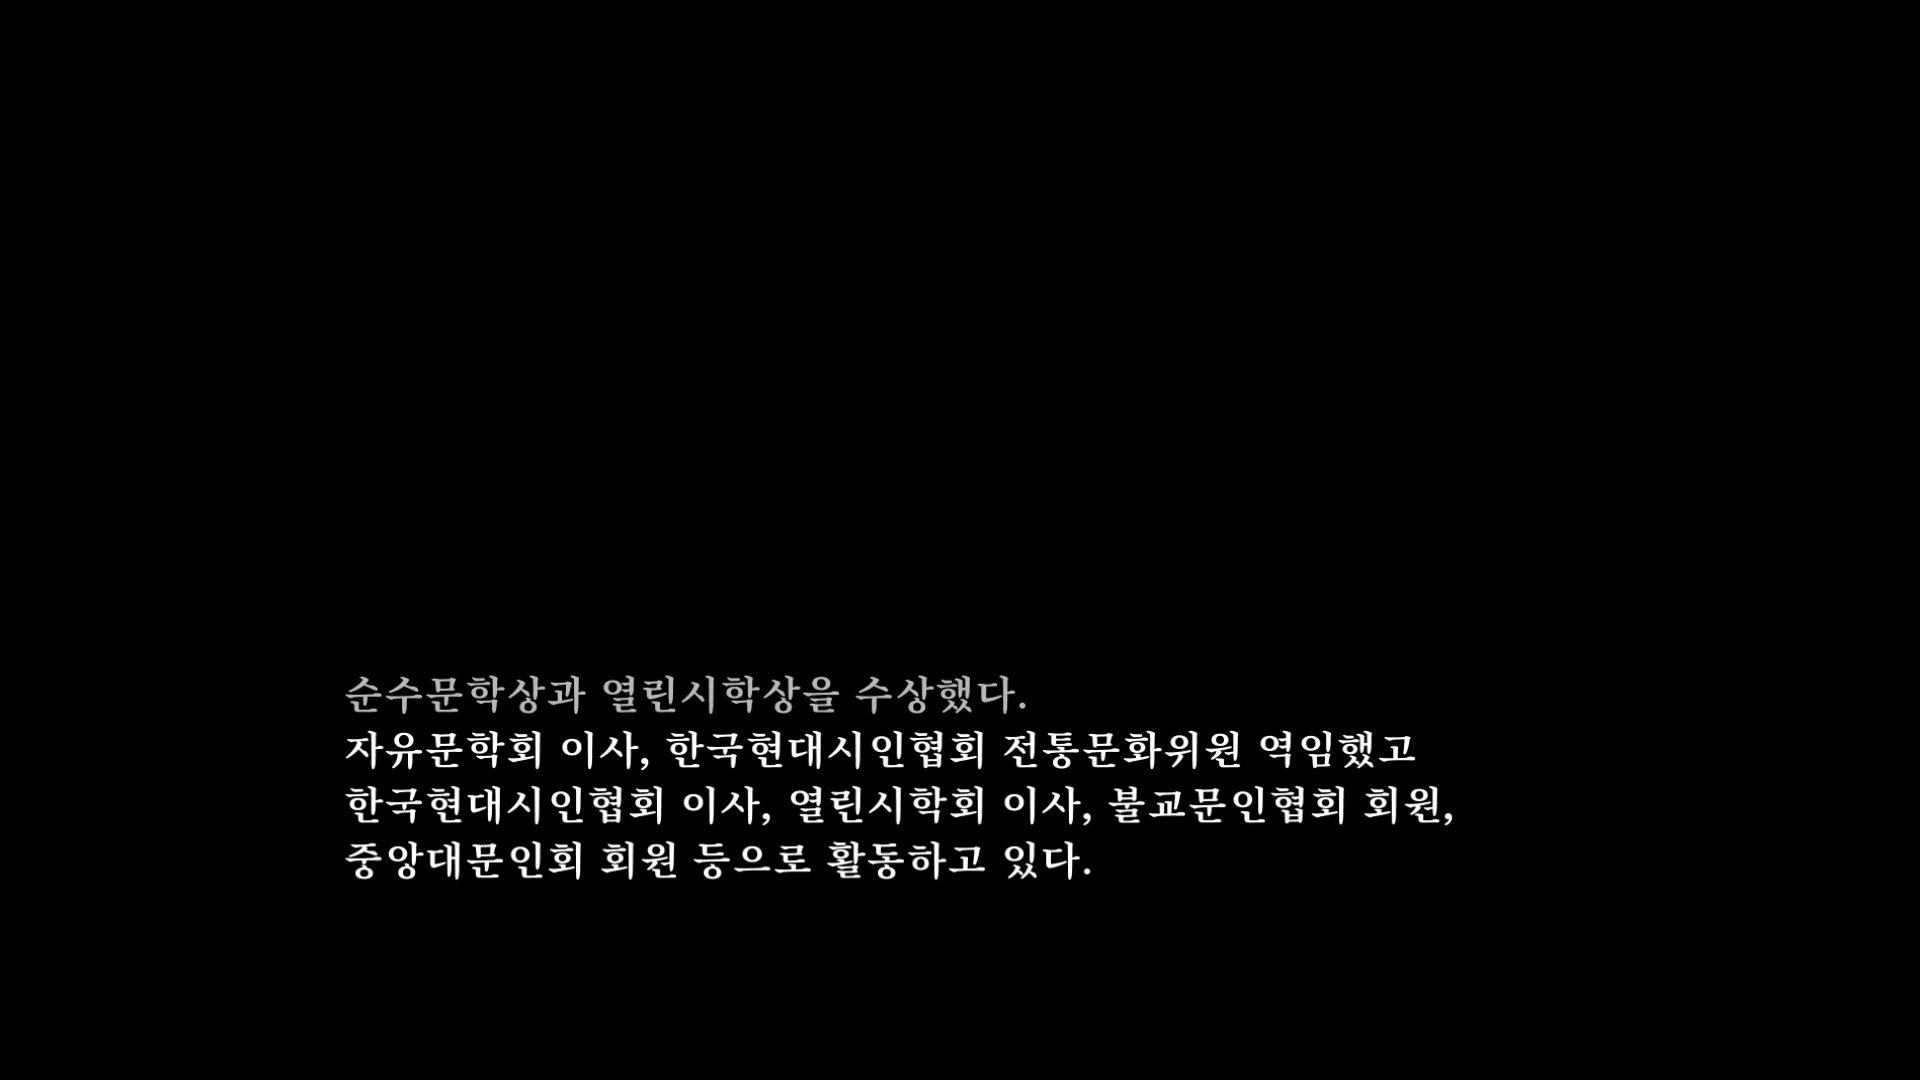 순수문학상과 열린시학상을 수상했다.
자유문학회 이사, 한국현대시인협회 전통문화위원 역임했고
한국현대시인협회 이사, 열린시학회 이사, 불교문인협회 회원,
중앙대문인회 회원 등으로 활동하고 있다.